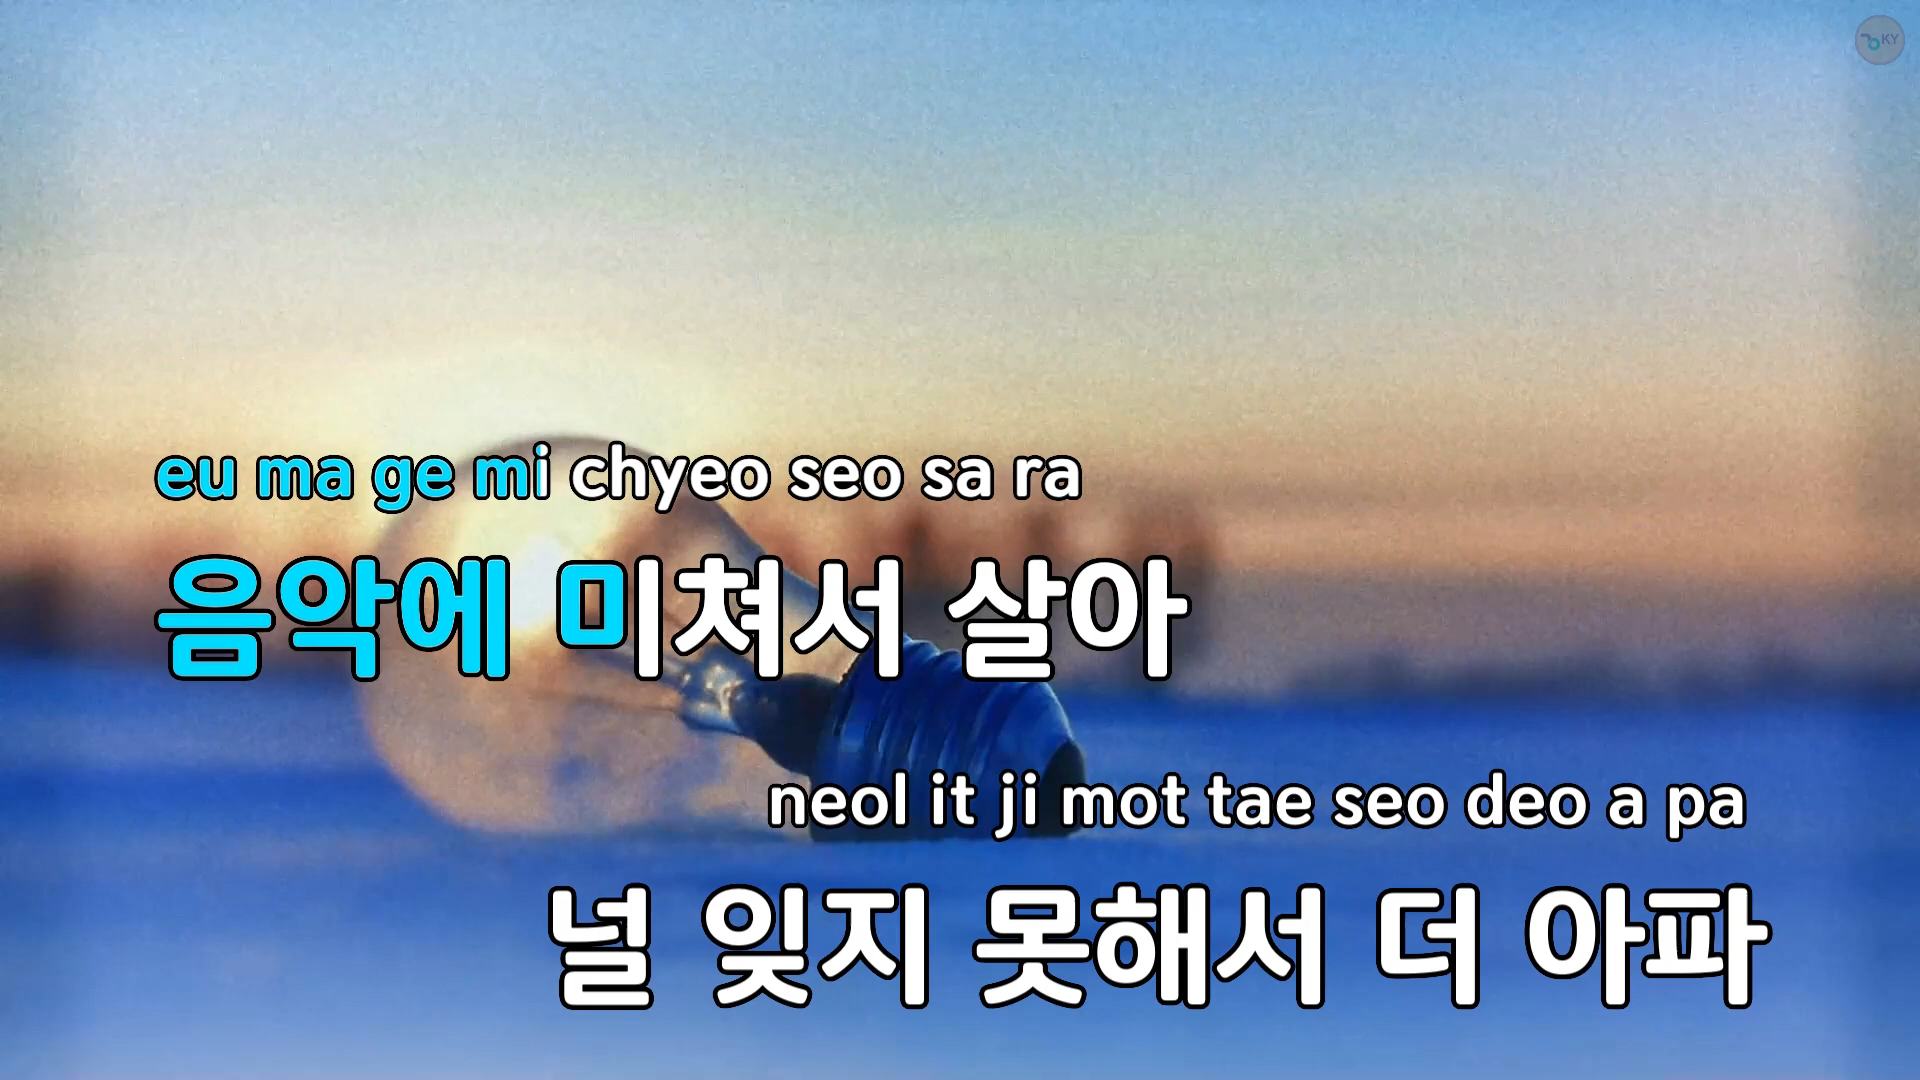 KY
eu ma ge mi chyeo seo sa ra
음악에 미쳐서 살아
neol it ji mot tae seo deo a pa
널 잊지 못해서 더 아파